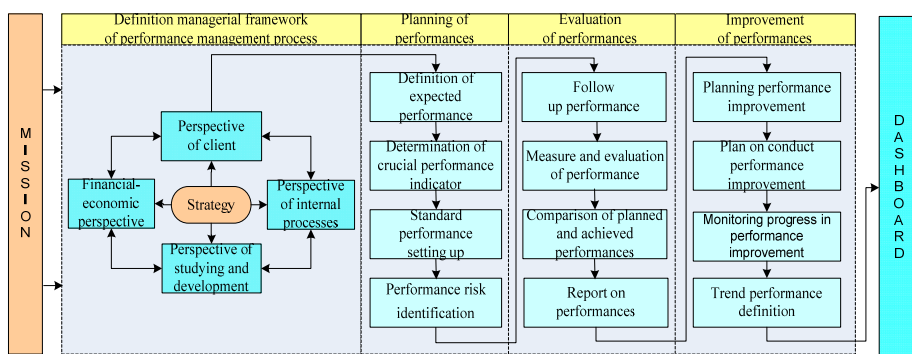 MISSION
Definition managerial framework
of performance management process
Perspective
of client
Financial-
economic
perspective
Strategy
Perspective
of internal
processes
Perspective of
studying and
development
Planning of
performances
Definition of
expected
performance
Determination of
crucial performance
indicator
Standard
performance
setting up
Performance risk
identification
Evaluation
of performances
Follow
up performance
Measure and evaluation
of performance
Comparison of planned
and achieved
performances
Report on
performances
Improvement
of performances
Planning performance
improvement
Plan on conduct
performance
improvement
Monitoring progress in
performance
improvement
Trend performance
definition
DASHBOARD